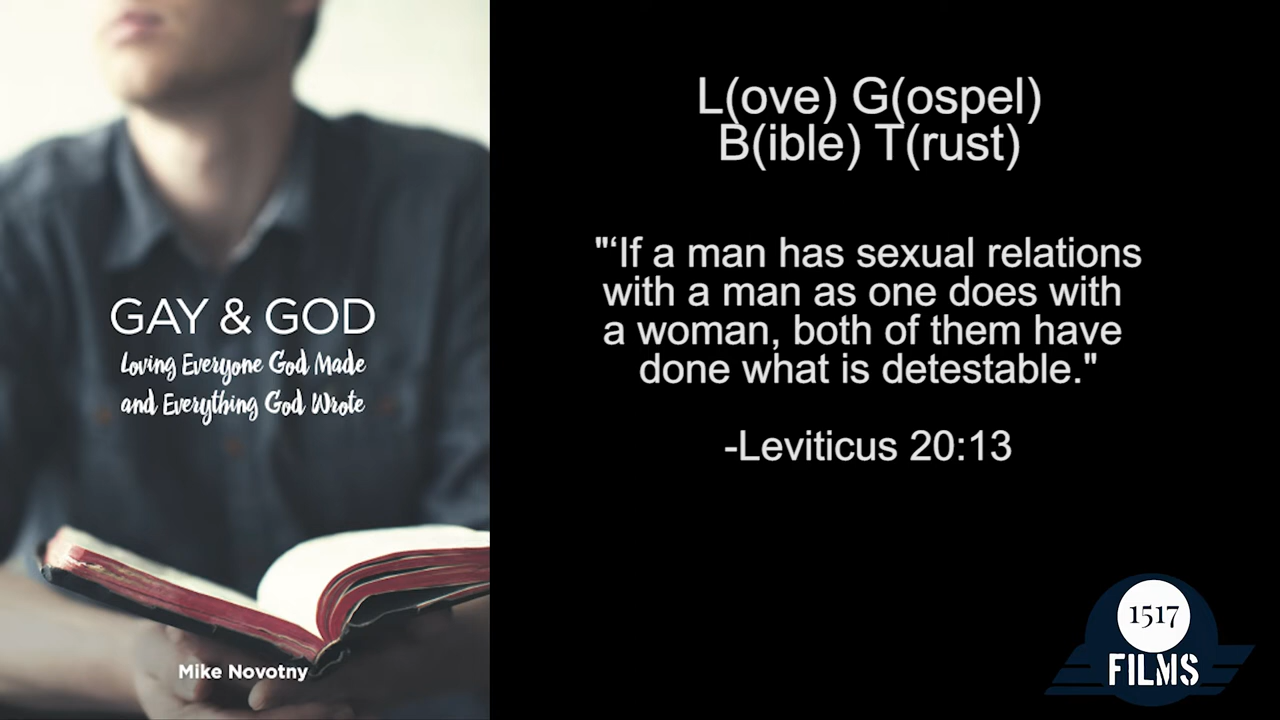 GAY & GOD
Loving Everyone God Made
and Everything God Wrote
Mike Novotny
L(ove) G(ospel)
B(ible) T(rust)
"‘If a man has sexual relations
with a man as one does with
a woman, both of them have
done what is detestable."
-Leviticus 20:13
1517
FILMS